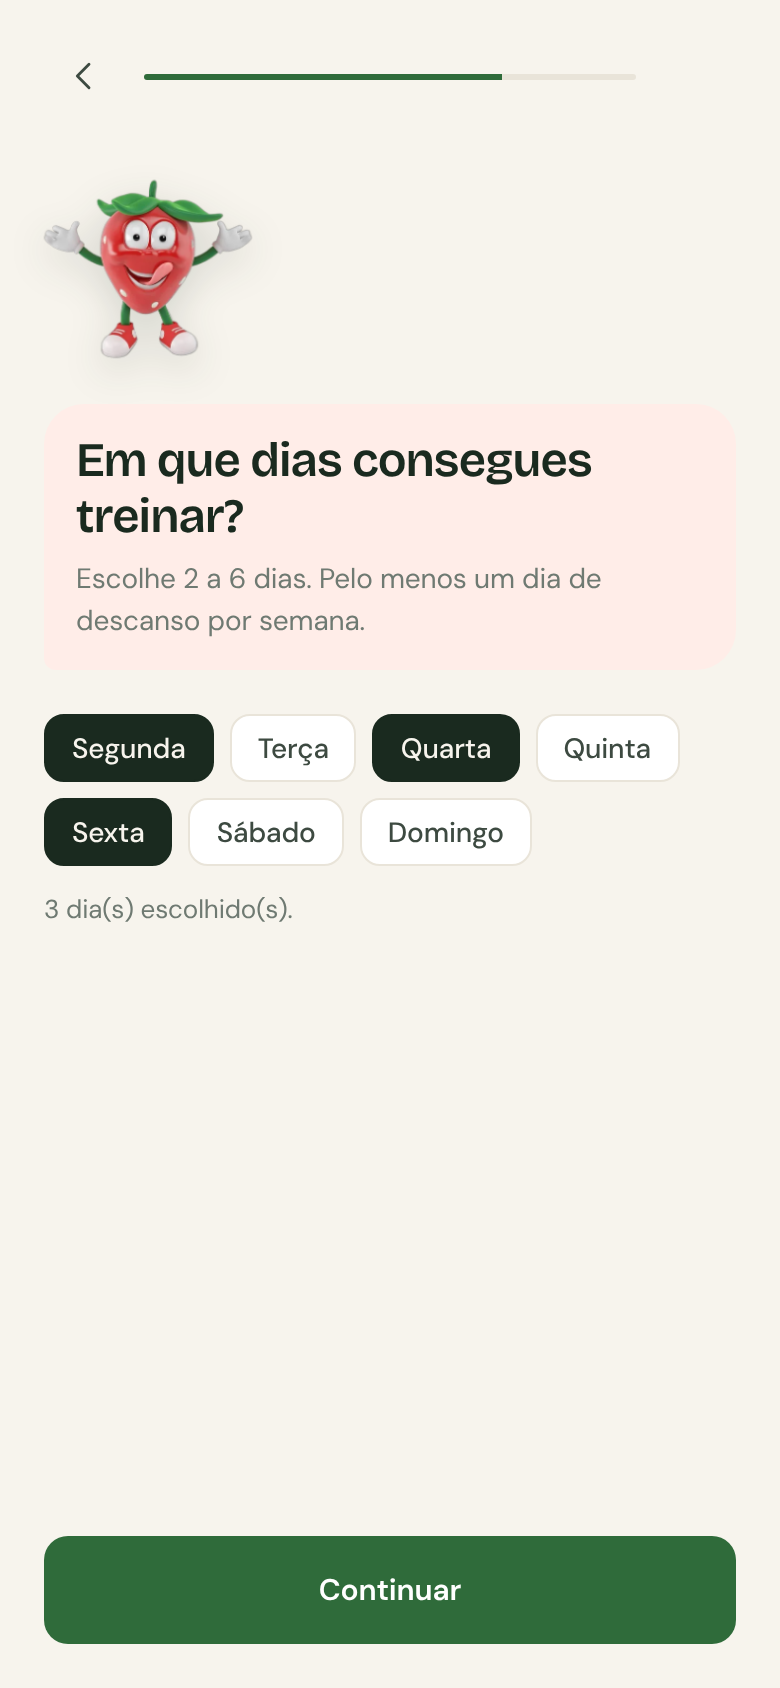 Em que dias consegues
treinar?
Escolhe 2 a 6 dias. Pelo menos um dia de
descanso por semana.
Segunda Terça Quarta Quinta
Sexta Sábado Domingo
3 dia(s) escolhido(s).
Continuar